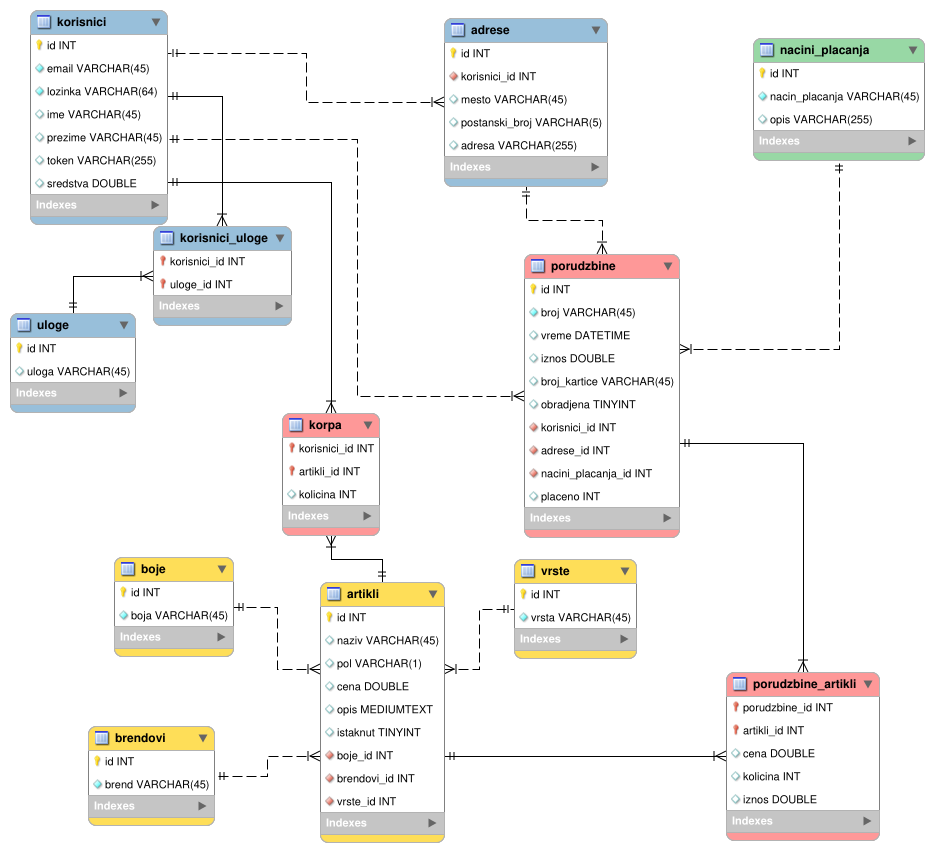 korisnici
id INT
email VARCHAR(45)
lozinka VARCHAR(64)
ime VARCHAR(45)
prezime VARCHAR(45)
token VARCHAR(255)
sredstva DOUBLE
Indexes
adrese
id INT
korisnici_id INT
mesto VARCHAR(45)
postanski_broj VARCHAR(5)
adresa VARCHAR(255)
Indexes
nacini_placanja
id INT
nacin_placanja VARCHAR(45)
opis VARCHAR(255)
Indexes
korisnici_uloge
korisnici_id INT
uloge_id INT
Indexes
uloge
id INT
uloga VARCHAR(45)
Indexes
porudzbine
id INT
broj VARCHAR(45)
vreme DATETIME
iznos DOUBLE
broj_kartice VARCHAR(45)
obradjena TINYINT
korisnici_id INT
adrese_id INT
nacini_placanja_id INT
placeno INT
Indexes
korpa
korisnici_id INT
artikli_id INT
kolicina INT
Indexes
boje
id INT
boja VARCHAR(45)
Indexes
artikli
id INT
naziv VARCHAR(45)
pol VARCHAR(1)
cena DOUBLE
opis MEDIUMTEXT
istaknut TINYINT
boje_id INT
brendovi_id INT
vrste_id INT
Indexes
vrste
id INT
vrsta VARCHAR(45)
Indexes
brendovi
id INT
brend VARCHAR(45)
Indexes
porudzbine_artikli
porudzbine_id INT
artikli_id INT
cena DOUBLE
kolicina INT
iznos DOUBLE
Indexes